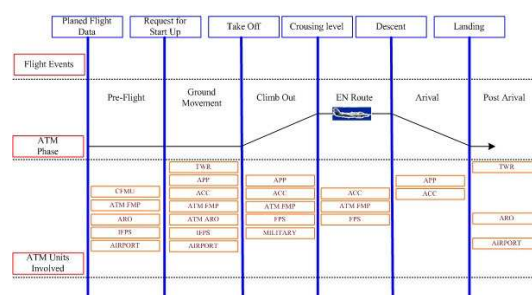 Planed Flight
Data
Request for
Start Up
Take Off
Crousing level
Descent
Landing
Flight Events
Pre-Flight
Ground
Movement
Climb Out
EN Route
Arival
Post Arival
ATM
Phase
TWR
TWR
APP
APP
APP
CFMU
ACC
ACC
ACC
ACC
ATM FMP
ATM FMP
ATM FMP
ATM FMP
ARO
ATM ARO
FPS
FPS
ARO
IFPS
IFPS
MILITARY
AIRPORT
AIRPORT
AIRPORT
ATM Units
Involved